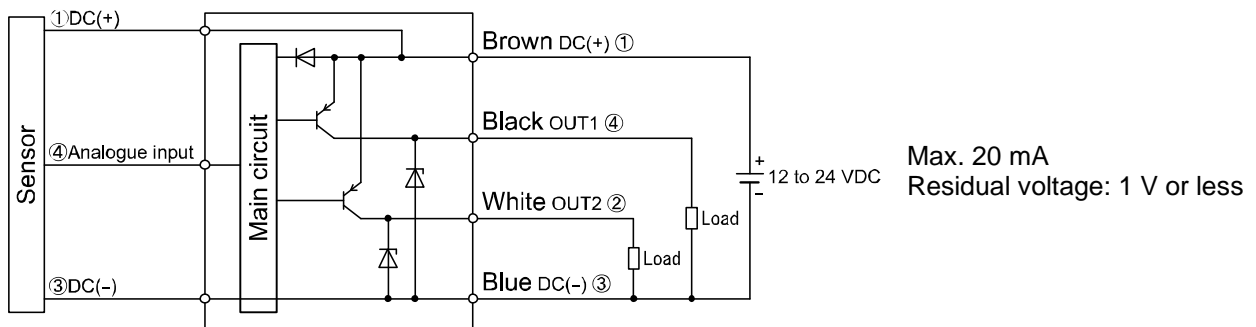 Sensor
①DC(+)
④Analogue input
③DC(−)
Main circuit
Brown DC(+) ①
Black OUT1 ④
White OUT2 ②
Blue DC(−) ③
Load
Load
+
12 to 24 VDC
−
Max. 20 mA
Residual voltage: 1 V or less